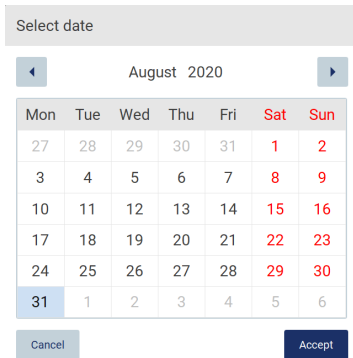 Select date
August 2020
Mon Tue Wed Thu Fri Sat Sun
27 28 29 30 31 1 2
3 4 5 6 7 8 9
10 11 12 13 14 15 16
17 18 19 20 21 22 23
24 25 26 27 28 29 30
31 1 2 3 4 5 6
Cancel Accept